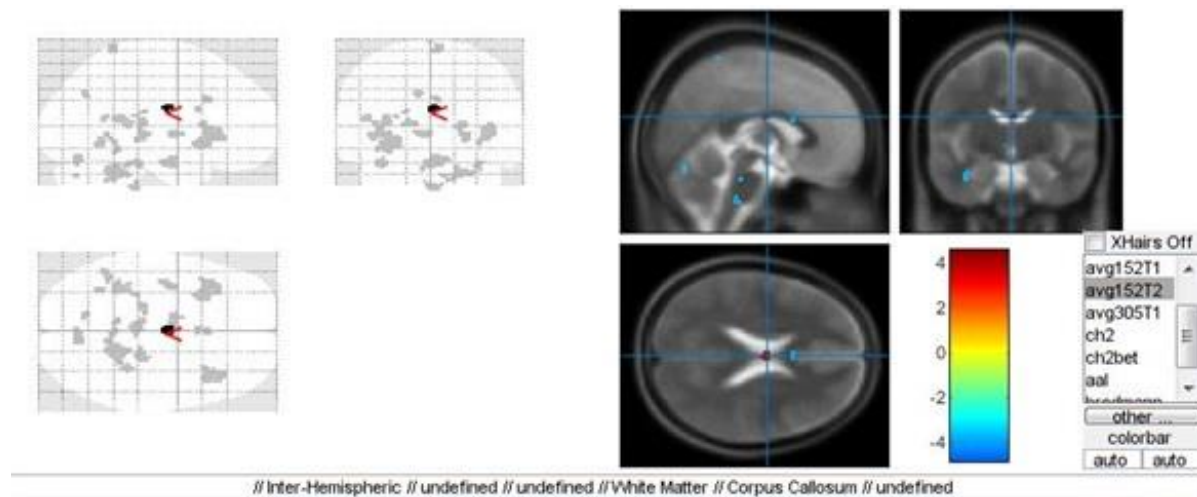 XHairs Off
avg152T1
avg152T2
avg305T1
ch2
ch2bet
aal
brodmann
other ...
colorbar
auto auto
4
2
0
-2
-4
// Inter-Hemispheric // undefined // undefined // White Matter // Corpus Callosum // undefined